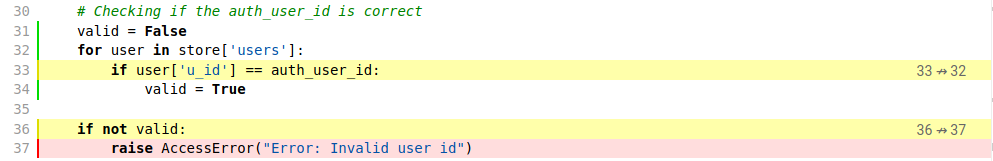 30 # Checking if the auth_user_id is correct
31 valid = False
32 for user in store['users']:
33 if user['u_id'] == auth_user_id: 33 ↛ 32
34 valid = True
35
36 if not valid: 36 ↛ 37
37 raise AccessError("Error: Invalid user id")